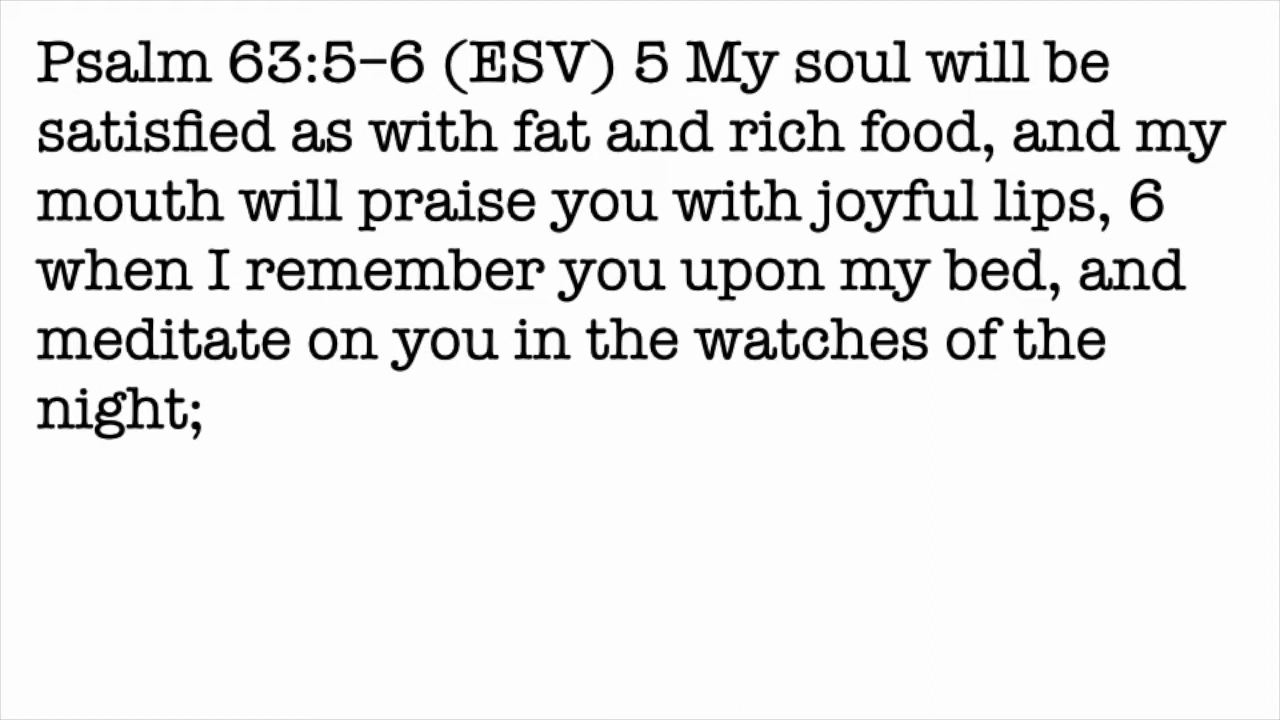 Psalm 63:5–6 (ESV) 5 My soul will be
satisfied as with fat and rich food, and my
mouth will praise you with joyful lips, 6
when I remember you upon my bed, and
meditate on you in the watches of the
night;